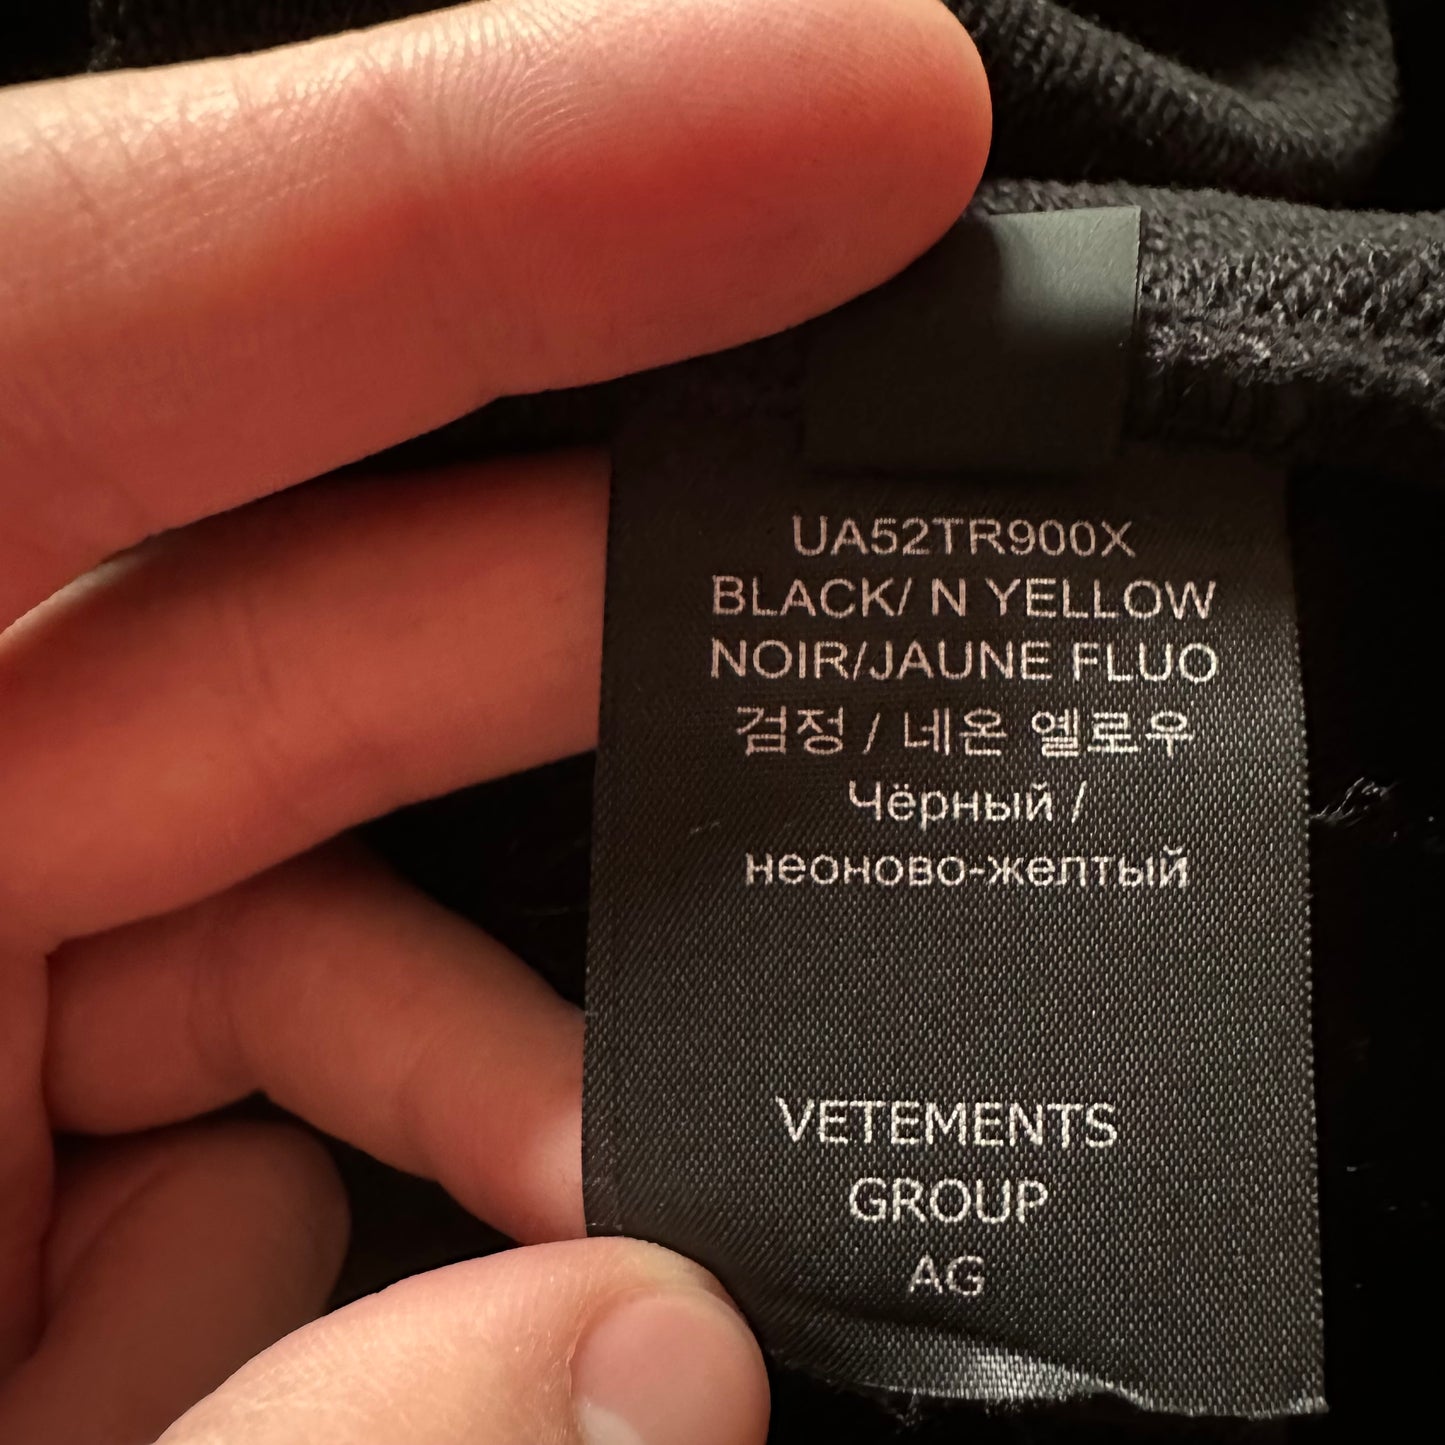 UA52TR900X
BLACK/ N YELLOW
NOIR/JAUNE FLUO
검정 / 네온 옐로우
Чёрный /
неоново-желтый
VETEMENTS
GROUP
AG